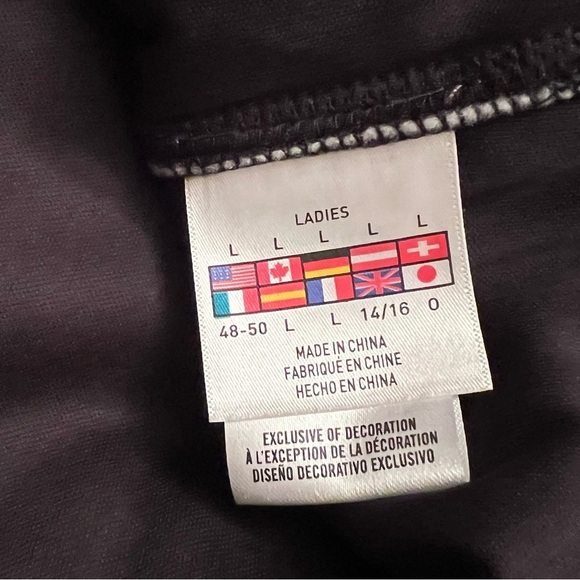 LADIES
L L L L L
48-50 L L 14/16 O
MADE IN CHINA
FABRIQUÉ EN CHINE
HECHO EN CHINA
EXCLUSIVE OF DECORATION
À L'EXCEPTION DE LA DÉCORATION
DISEÑO DECORATIVO EXCLUSIVO